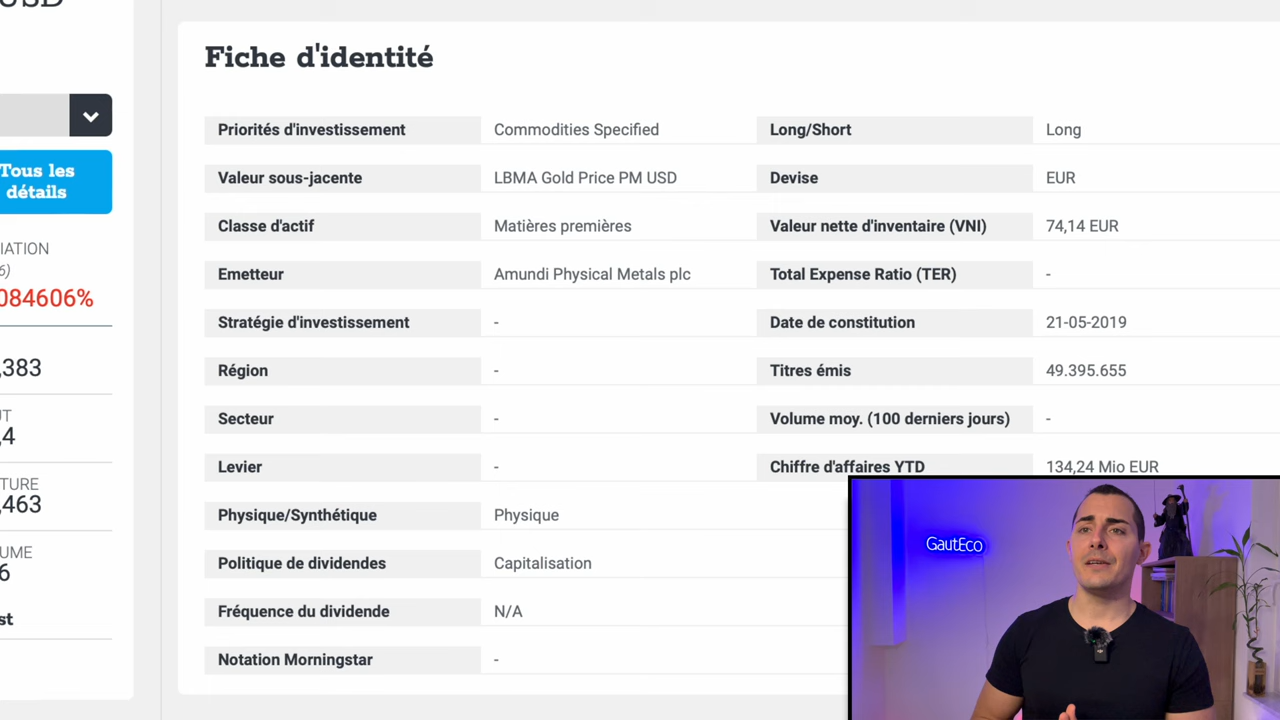 USD
Tous les
détails
IATION
6)
084606%
,383
UT
,4
TURE
,463
UME
6
st
Fiche d'identité
Priorités d'investissement Commodities Specified
Valeur sous-jacente LBMA Gold Price PM USD
Classe d'actif Matières premières
Emetteur Amundi Physical Metals plc
Stratégie d'investissement -
Région -
Secteur -
Levier -
Physique/Synthétique Physique
Politique de dividendes Capitalisation
Fréquence du dividende N/A
Notation Morningstar -
Long/Short Long
Devise EUR
Valeur nette d'inventaire (VNI) 74,14 EUR
Total Expense Ratio (TER) -
Date de constitution 21-05-2019
Titres émis 49.395.655
Volume moy. (100 derniers jours) -
Chiffre d'affaires YTD 134,24 Mio EUR
GautEco